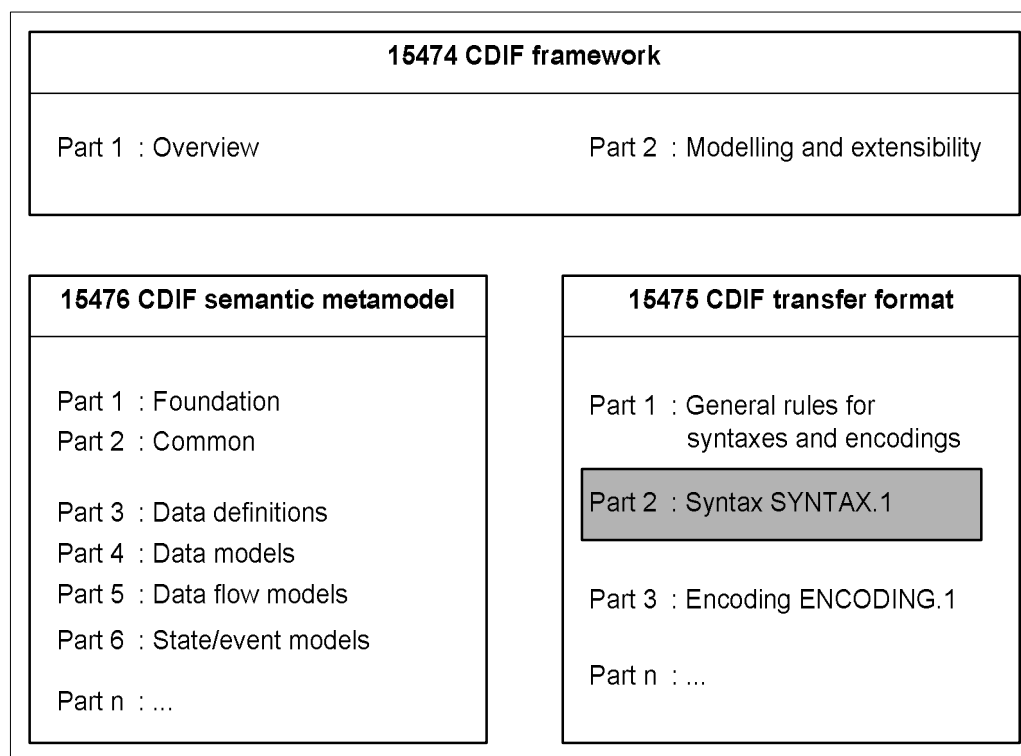 15474 CDIF framework
Part 1 : Overview
Part 2 : Modelling and extensibility
15476 CDIF semantic metamodel
Part 1 : Foundation
Part 2 : Common
Part 3 : Data definitions
Part 4 : Data models
Part 5 : Data flow models
Part 6 : State/event models
Part n : ...
15475 CDIF transfer format
Part 1 : General rules for
syntaxes and encodings
Part 2 : Syntax SYNTAX.1
Part 3 : Encoding ENCODING.1
Part n : ...